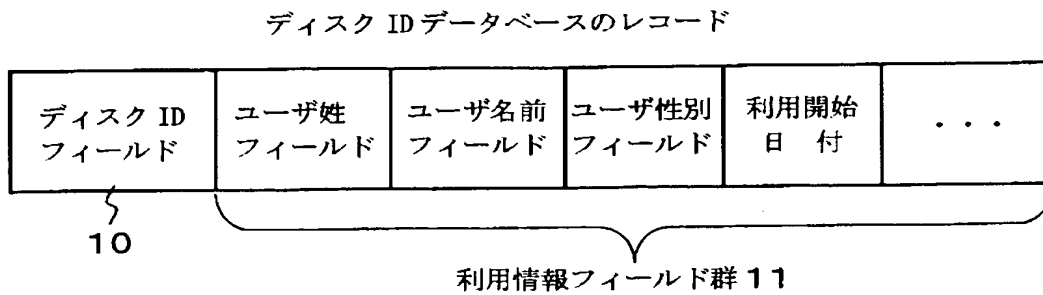 ディスク IDデータベースのレコード
ディスク ID
フィールド
ユーザ姓
フィールド
ユーザ名前
フィールド
ユーザ性別
フィールド
利用開始
日 付
・・・
10
利用情報フィールド群 11